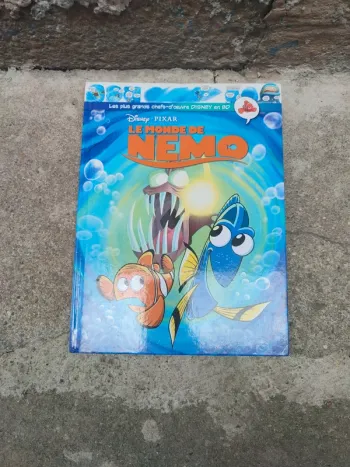 Les plus grands chefs-d'œuvre DISNEY en BD
Disney PIXAR
LE MONDE DE
NEMO